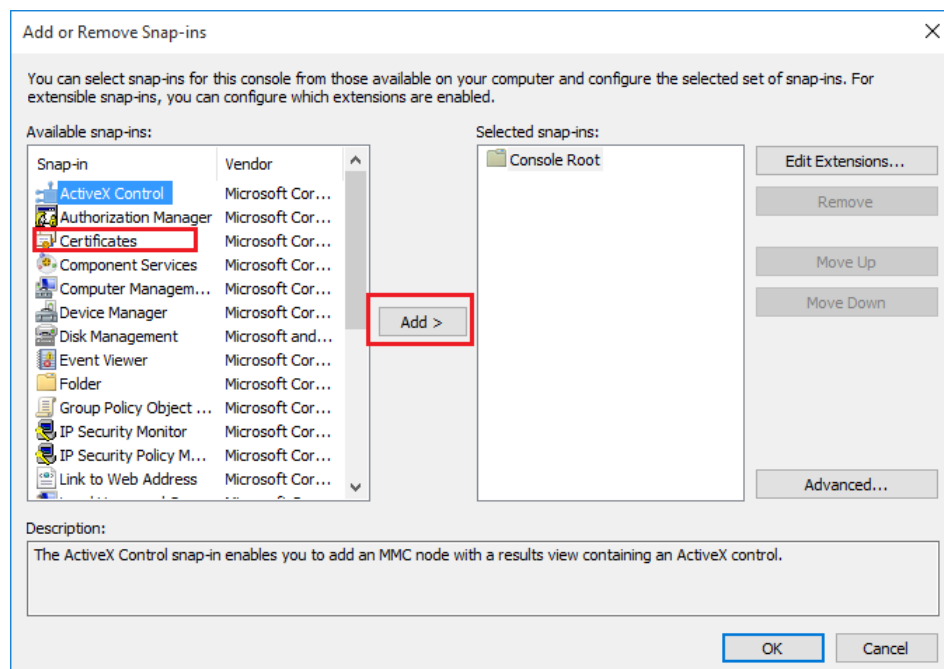 Add or Remove Snap-ins
You can select snap-ins for this console from those available on your computer and configure the selected set of snap-ins. For
extensible snap-ins, you can configure which extensions are enabled.
Available snap-ins:
Snap-in Vendor
ActiveX Control Microsoft Cor...
Authorization Manager Microsoft Cor...
Certificates Microsoft Cor...
Component Services Microsoft Cor...
Computer Managem... Microsoft Cor...
Device Manager Microsoft Cor...
Disk Management Microsoft and...
Event Viewer Microsoft Cor...
Folder Microsoft Cor...
Group Policy Object ... Microsoft Cor...
IP Security Monitor Microsoft Cor...
IP Security Policy M... Microsoft Cor...
Link to Web Address Microsoft Cor...
Add >
Selected snap-ins:
Console Root
Edit Extensions...
Remove
Move Up
Move Down
Advanced...
Description:
The ActiveX Control snap-in enables you to add an MMC node with a results view containing an ActiveX control.
OK Cancel